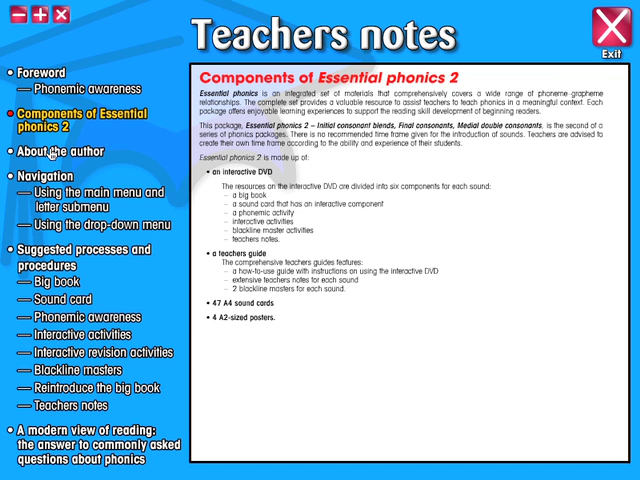 Teachers notes
Exit
• Foreword
— Phonemic awareness
• Components of Essential
phonics 2
• About the author
• Navigation
— Using the main menu and
letter submenu
— Using the drop-down menu
• Suggested processes and
procedures
— Big book
— Sound card
— Phonemic awareness
— Interactive activities
— Interactive revision activities
— Blackline masters
— Reintroduce the big book
— Teachers notes
• A modern view of reading:
the answer to commonly asked
questions about phonics
Components of Essential phonics 2
Essential phonics is an integrated set of materials that comprehensively covers a wide range of phoneme–grapheme
relationships. The complete set provides a valuable resource to assist teachers to teach phonics in a meaningful context. Each
package offers enjoyable learning experiences to support the reading skill development of beginning readers.
This package, Essential phonics 2 – Initial consonant blends, Final consonants, Medial double consonants, is the second of a
series of phonics packages. There is no recommended time frame given for the introduction of sounds. Teachers are advised to
create their own time frame according to the ability and experience of their students.
Essential phonics 2 is made up of:
• an interactive DVD
The resources on the interactive DVD are divided into six components for each sound:
– a big book
– a sound card that has an interactive component
– a phonemic activity
– interactive activities
– blackline master activities
– teachers notes.
• a teachers guide
The comprehensive teachers guides features:
– a how-to-use guide with instructions on using the interactive DVD
– extensive teachers notes for each sound
– 2 blackline masters for each sound.
• 47 A4 sound cards
• 4 A2-sized posters.